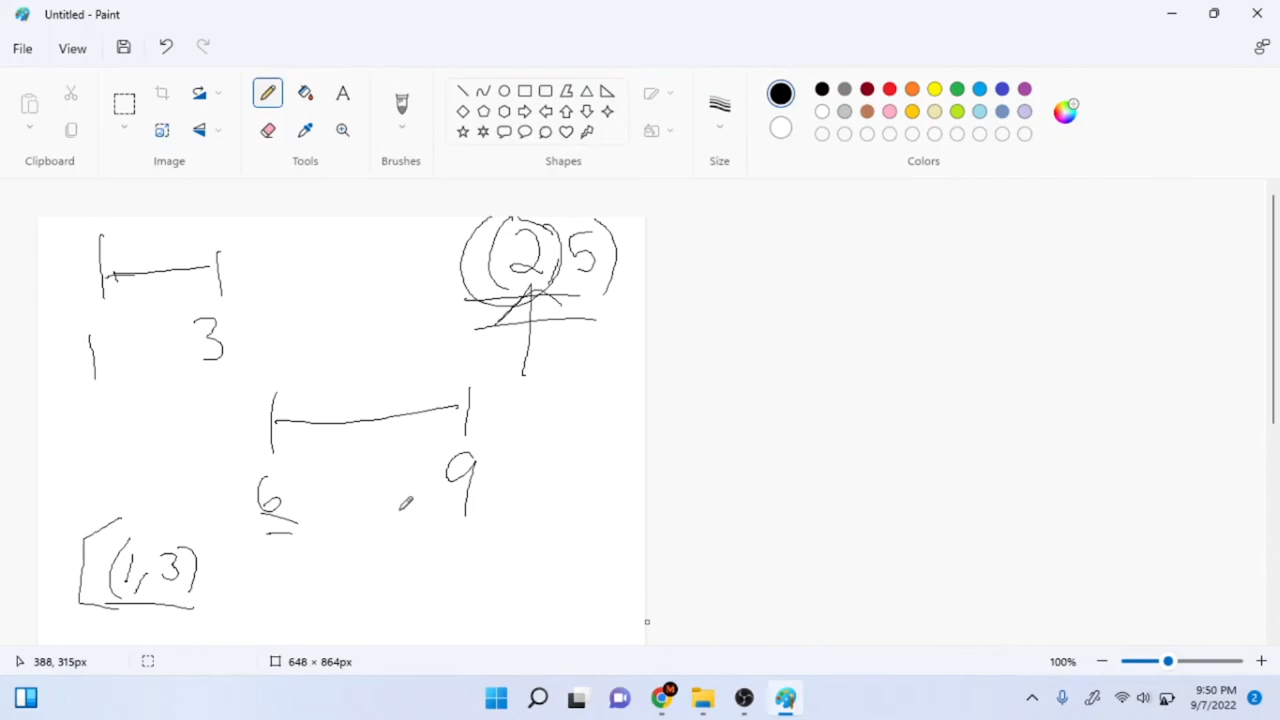 Untitled - Paint
File View
Clipboard Image Tools Brushes Shapes Size Colors
A
((2)5)
1 3
6 9
(1,3)
388, 315px 648 × 864px 100%
M
9:50 PM
9/7/2022
2